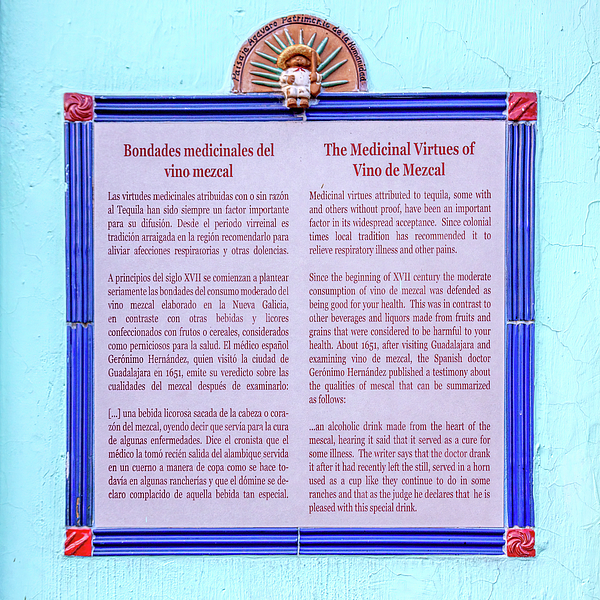 Paisaje Agavero Patrimonio de la Humanidad
Bondades medicinales del
vino mezcal
Las virtudes medicinales atribuidas con o sin razón
al Tequila han sido siempre un factor importante
para su difusión. Desde el periodo virreinal es
tradición arraigada en la región recomendarlo para
aliviar afecciones respiratorias y otras dolencias.
A principios del siglo XVII se comienzan a plantear
seriamente las bondades del consumo moderado del
vino mezcal elaborado en la Nueva Galicia,
en contraste con otras bebidas y licores
confeccionados con frutos o cereales, considerados
como perniciosos para la salud. El médico español
Gerónimo Hernández, quien visitó la ciudad de
Guadalajara en 1651, emite su veredicto sobre las
cualidades del mezcal después de examinarlo:
[...] una bebida licorosa sacada de la cabeza o cora-
zón del mezcal, oyendo decir que servía para la cura
de algunas enfermedades. Dice el cronista que el
médico la tomó recién salida del alambique servida
en un cuerno a manera de copa como se hace to-
davía en algunas rancherías y que el dómine se de-
claro complacido de aquella bebida tan especial.
The Medicinal Virtues of
Vino de Mezcal
Medicinal virtues attributed to tequila, some with
and others without proof, have been an important
factor in its widespread acceptance. Since colonial
times local tradition has recommended it to
relieve respiratory illness and other pains.
Since the beginning of XVII century the moderate
consumption of vino de mezcal was defended as
being good for your health. This was in contrast to
other beverages and liquors made from fruits and
grains that were considered to be harmful to your
health. About 1651, after visiting Guadalajara and
examining vino de mezcal, the Spanish doctor
Gerónimo Hernández published a testimony about
the qualities of mescal that can be summarized
as follows:
...an alcoholic drink made from the heart of the
mescal, hearing it said that it served as a cure for
some illness. The writer says that the doctor drank
it after it had recently left the still, served in a horn
used as a cup like they continue to do in some
ranches and that as the judge he declares that he is
pleased with this special drink.